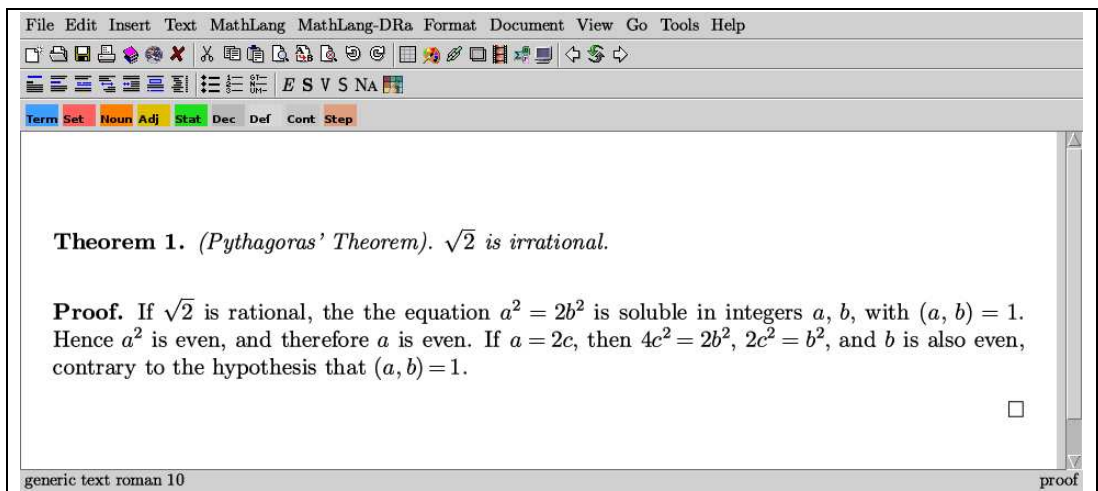 File Edit Insert Text MathLang MathLang-DRa Format Document View Go Tools Help
E S V S NA
Term Set Noun Adj Stat Dec Def Cont Step
Theorem 1. (Pythagoras' Theorem). √2 is irrational.
Proof. If √2 is rational, the the equation a² = 2b² is soluble in integers a, b, with (a, b) = 1.
Hence a² is even, and therefore a is even. If a = 2c, then 4c² = 2b², 2c² = b², and b is also even,
contrary to the hypothesis that (a, b) = 1.
□
generic text roman 10 proof